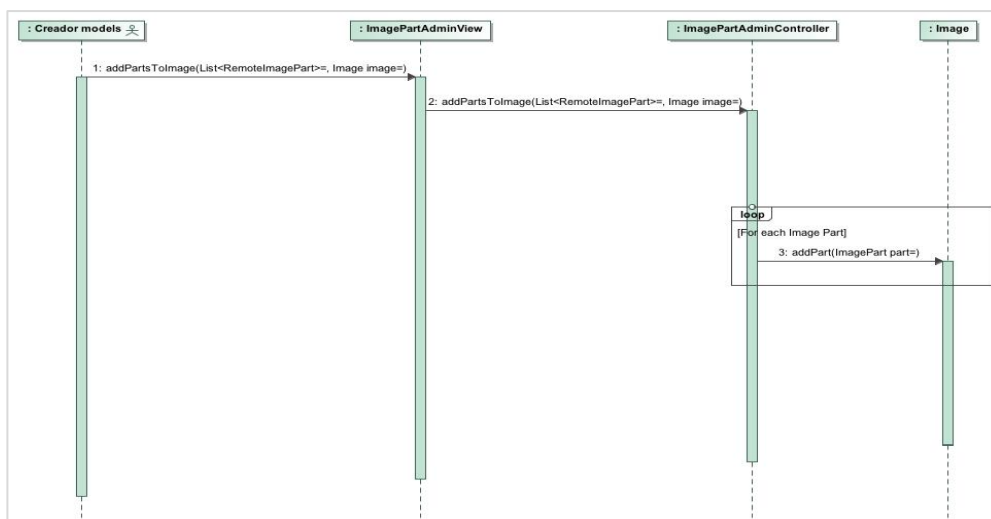 : Creador models
: ImagePartAdminView
: ImagePartAdminController
: Image
1: addPartsToImage(List<RemoteImagePart>=, Image image=)
2: addPartsToImage(List<RemoteImagePart>=, Image image=)
loop
[For each Image Part]
3: addPart(ImagePart part=)